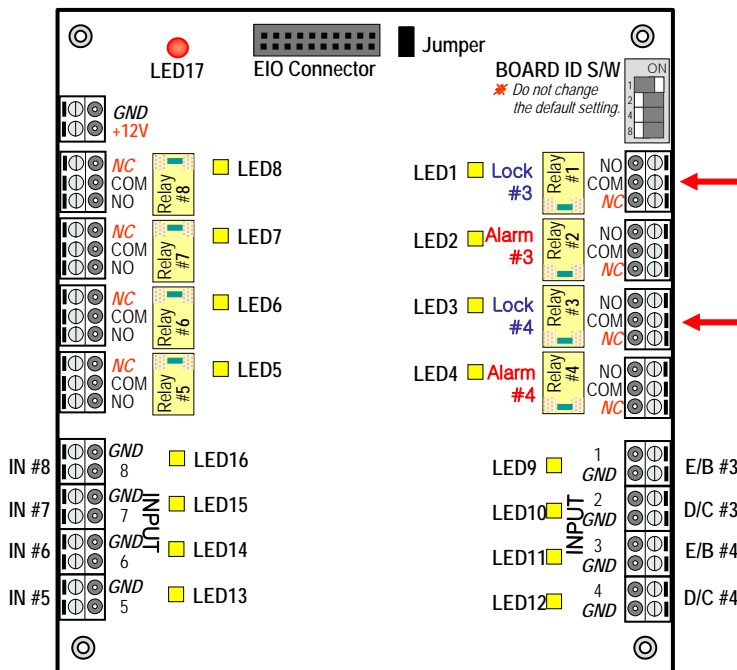 LED17
EIO Connector
Jumper
BOARD ID S/W
※ Do not change
the default setting.
ON
1
2
4
8
GND
+12V
NC
COM
NO
Relay
#8
LED8
NC
COM
NO
Relay
#7
LED7
NC
COM
NO
Relay
#6
LED6
NC
COM
NO
Relay
#5
LED5
LED1
Lock
#3
Relay
#1
NO
COM
NC
LED2
Alarm
#3
Relay
#2
NO
COM
NC
LED3
Lock
#4
Relay
#3
NO
COM
NC
LED4
Alarm
#4
Relay
#4
NO
COM
NC
IN #8
GND
8
LED16
IN #7
GND
7
LED15
IN #6
GND
6
LED14
IN #5
GND
5
LED13
INPUT
LED9
1
GND
E/B #3
LED10
2
GND
D/C #3
LED11
3
GND
E/B #4
LED12
4
GND
D/C #4
INPUT